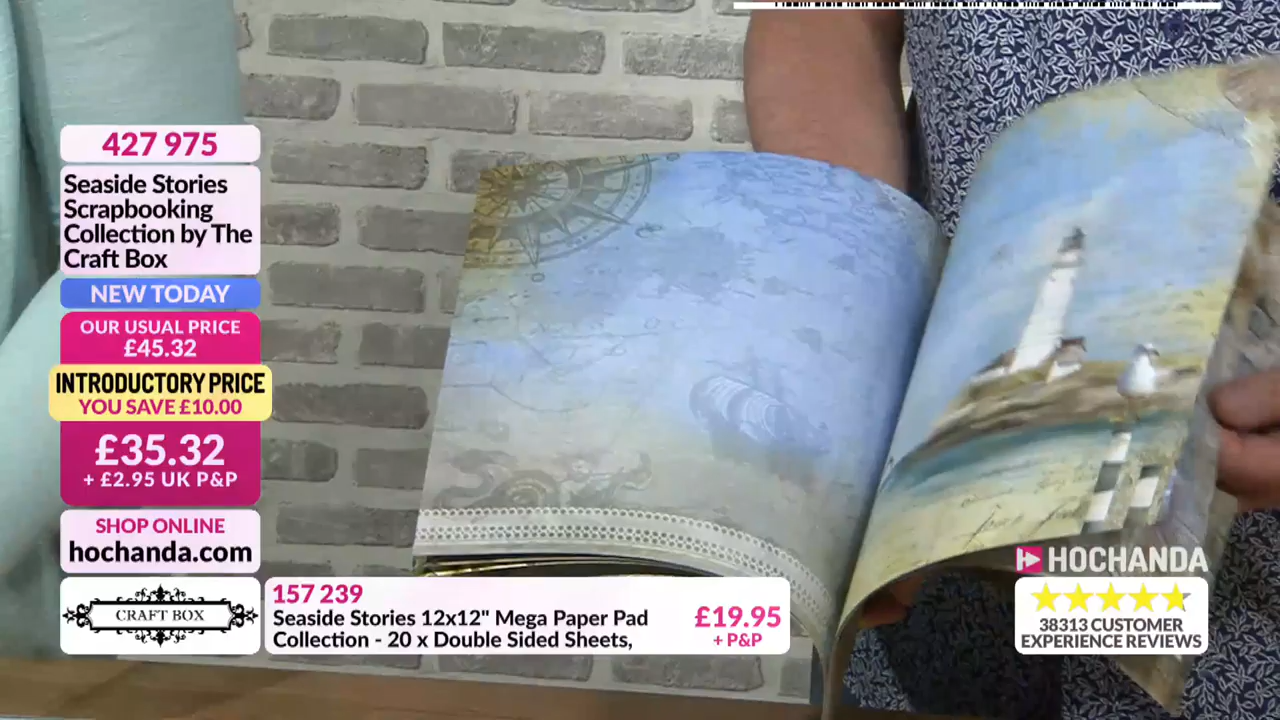 427 975
Seaside Stories
Scrapbooking
Collection by The
Craft Box
NEW TODAY
OUR USUAL PRICE
£45.32
INTRODUCTORY PRICE
YOU SAVE £10.00
£35.32
+ £2.95 UK P&P
SHOP ONLINE
hochanda.com
CRAFT BOX
157 239
Seaside Stories 12x12" Mega Paper Pad
Collection - 20 x Double Sided Sheets,
£19.95
+ P&P
HOCHANDA
38313 CUSTOMER
EXPERIENCE REVIEWS